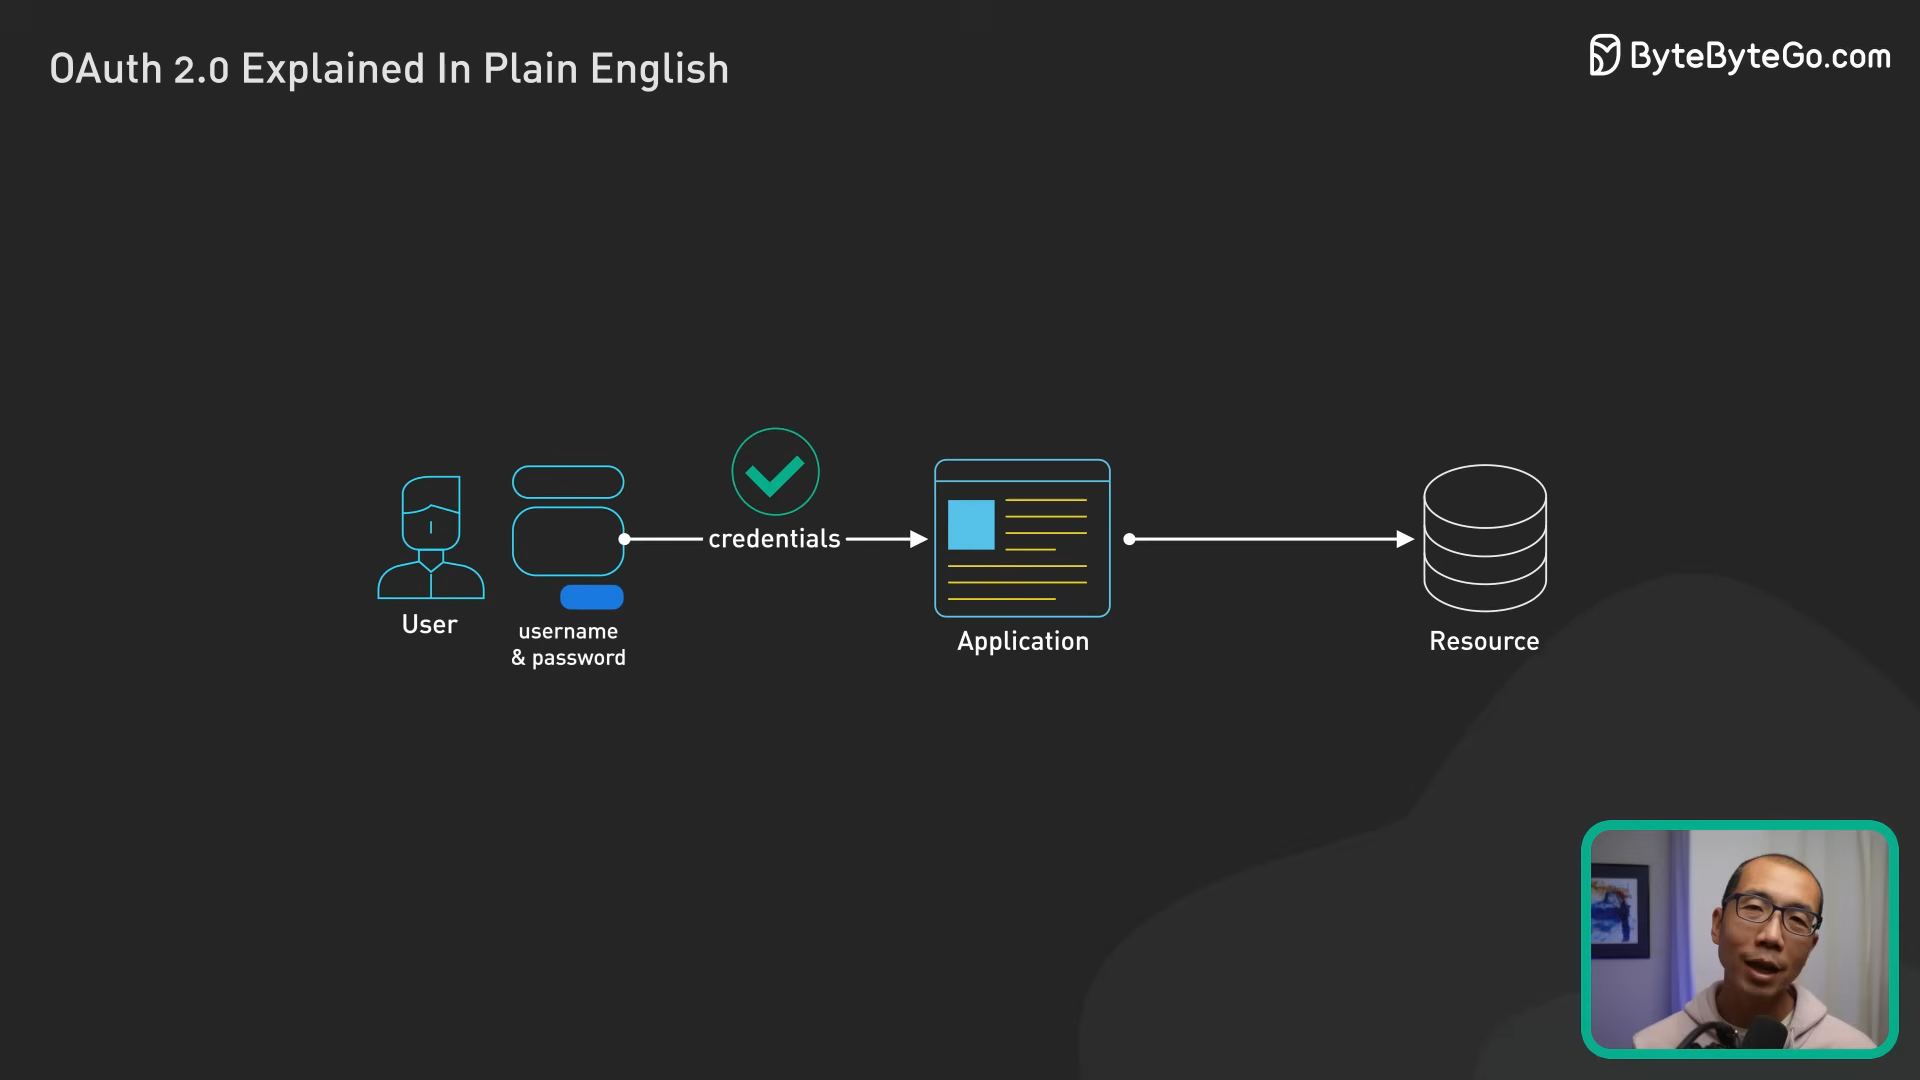 OAuth 2.0 Explained In Plain English
ByteByteGo.com
credentials
User
username
& password
Application
Resource